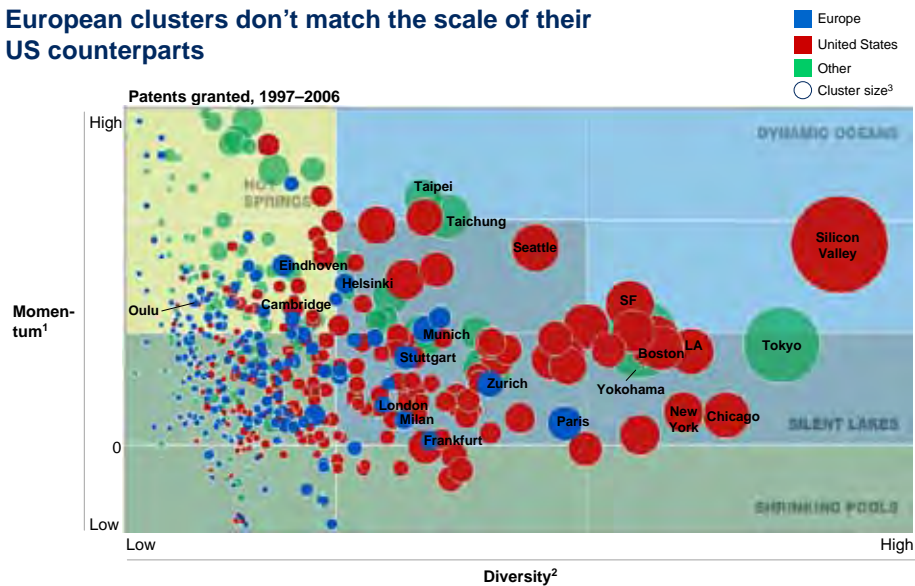 European clusters don't match the scale of their
US counterparts
Europe
United States
Other
Cluster size³
Patents granted, 1997–2006
High
DYNAMIC OCEANS
HOT
SPRINGS
Taipei
Taichung
Seattle
Silicon
Valley
Eindhoven
Helsinki
Oulu
Cambridge
SF
Momen-
tum¹
Munich
Stuttgart
Boston
LA
Tokyo
Yokohama
Zurich
London
Milan
Paris
New
York
Chicago
SILENT LAKES
0
Frankfurt
SHRINKING POOLS
Low
Low
High
Diversity²